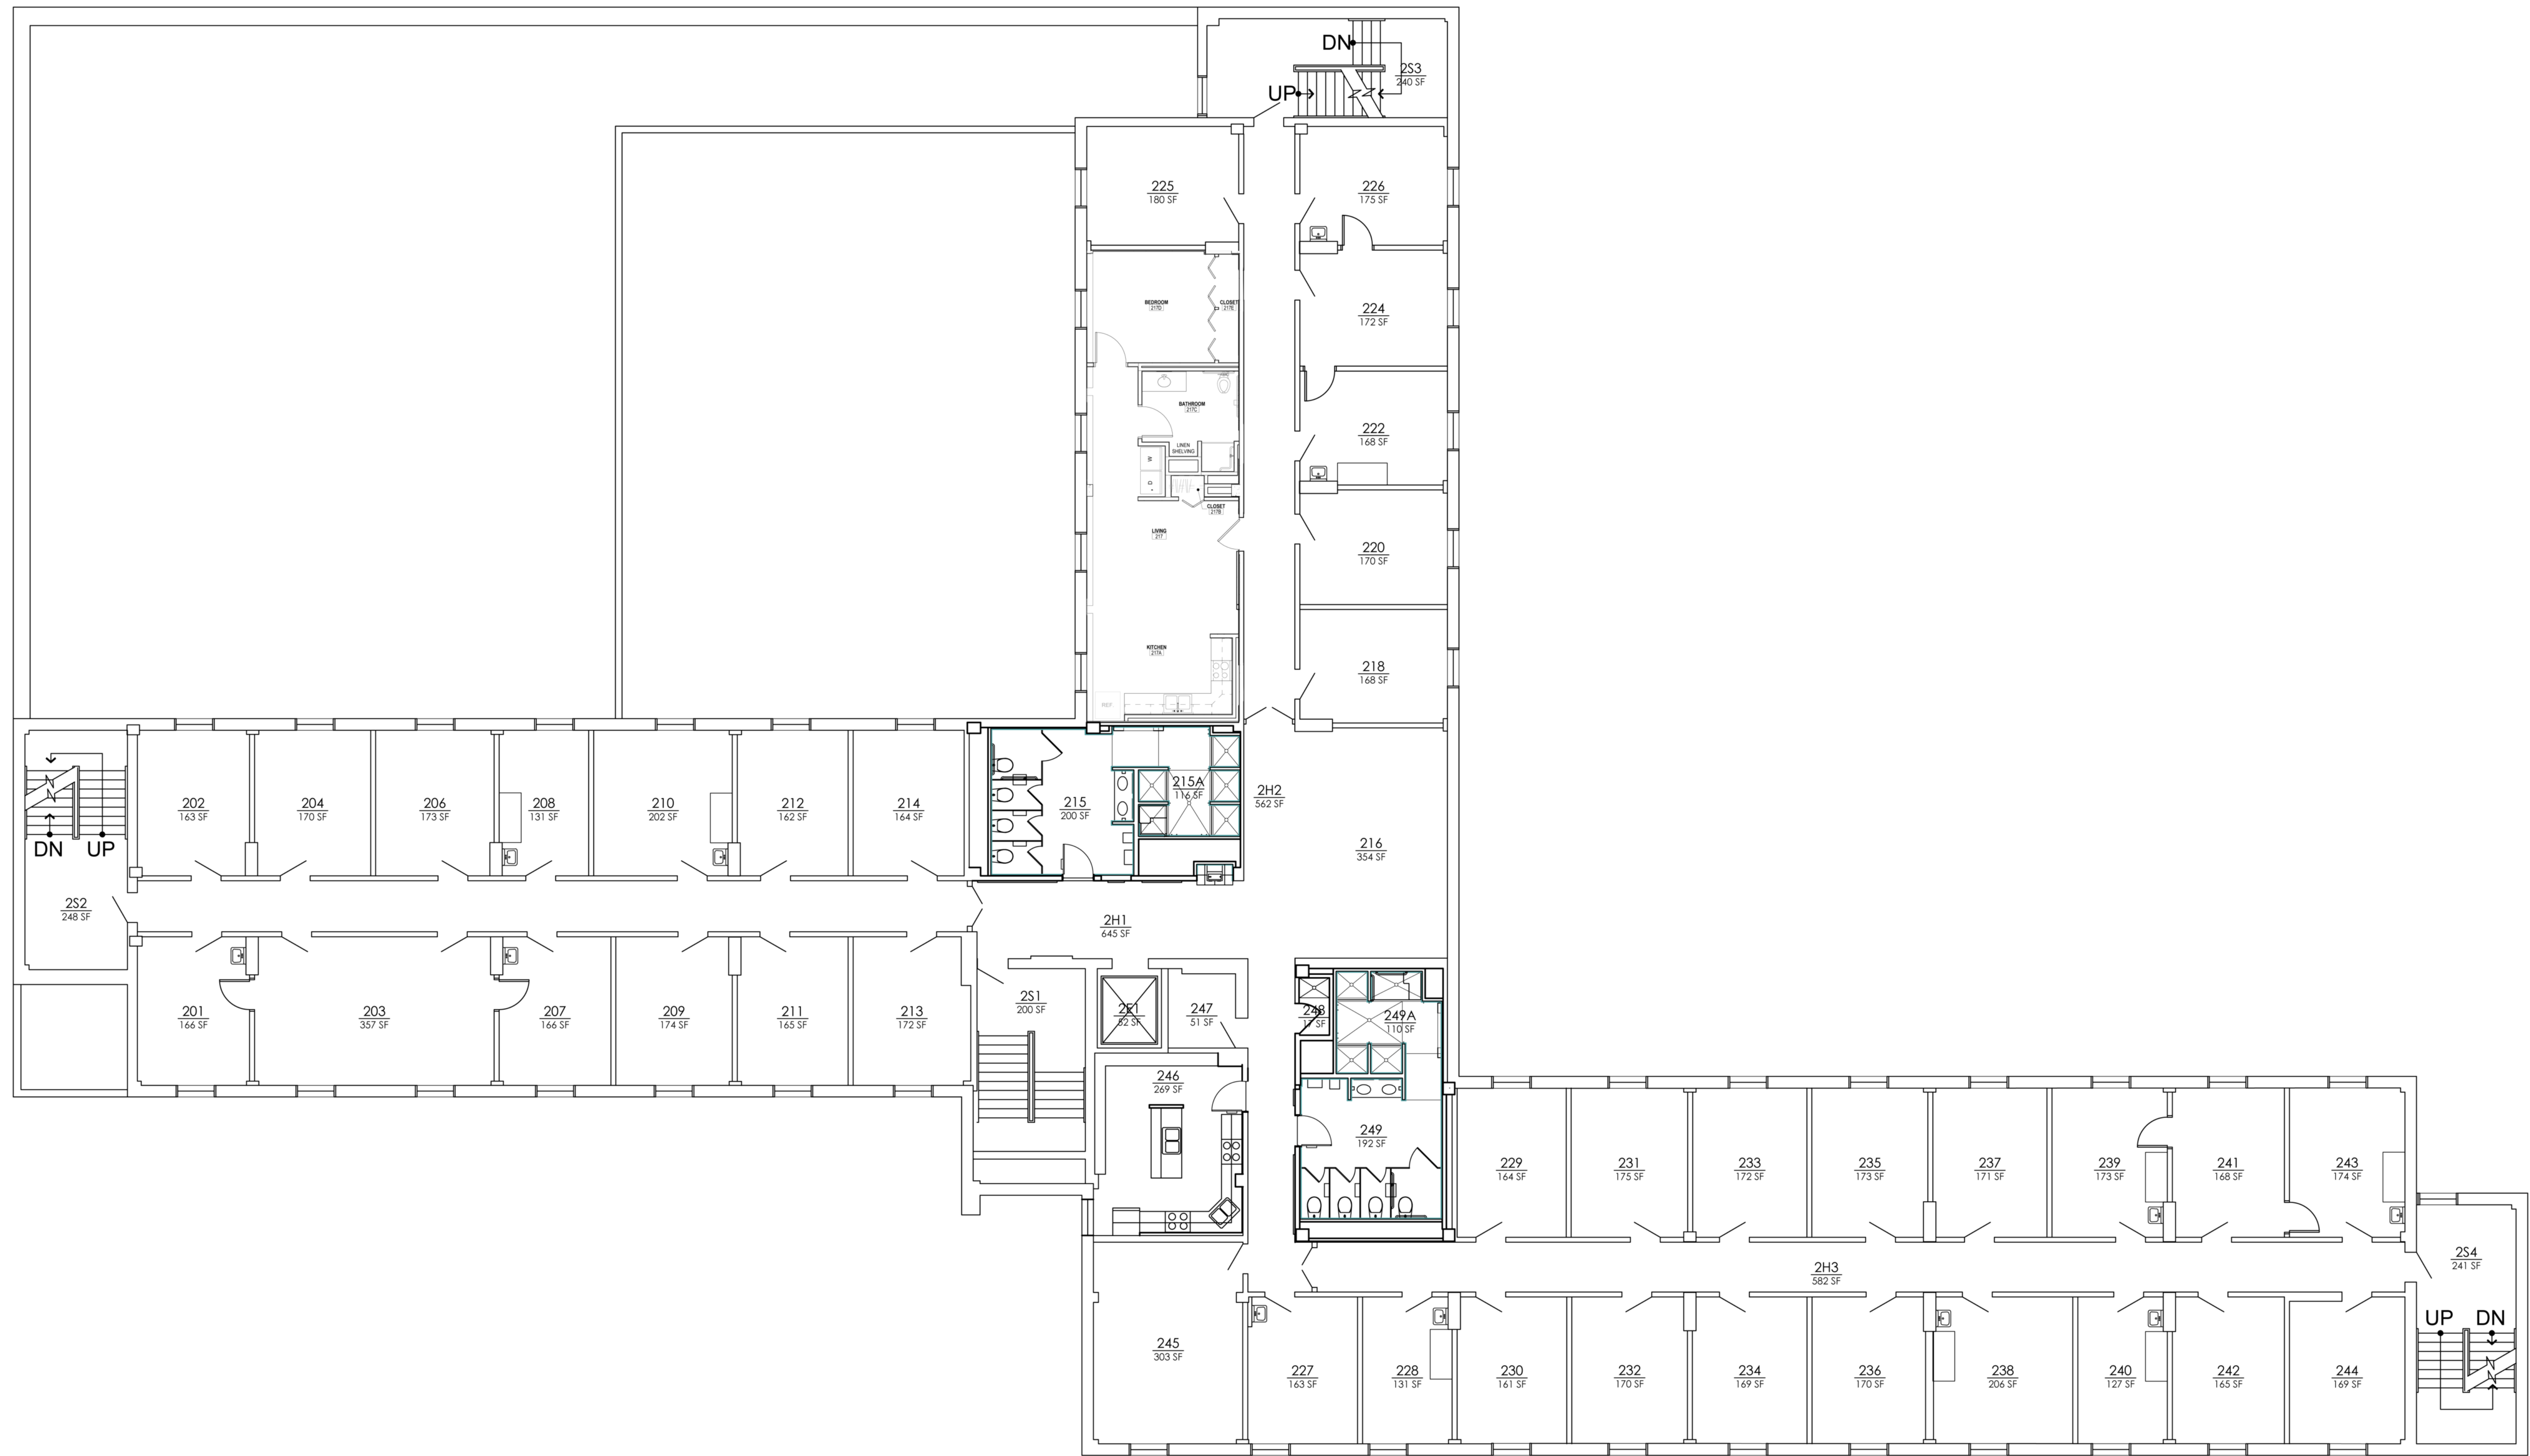 DN
2S3
240 SF
UP
225
180 SF
226
175 SF
BEDROOM
217D
CLOSET
217E
224
172 SF
BATHROOM
217C
222
168 SF
LINEN
SHELVING
W
D
CLOSET
217B
LIVING
217
220
170 SF
KITCHEN
217A
218
168 SF
REF.
202
163 SF
204
170 SF
206
173 SF
208
131 SF
210
202 SF
212
162 SF
214
164 SF
215
200 SF
215A
116 SF
2H2
562 SF
216
354 SF
DN UP
2S2
248 SF
2H1
645 SF
201
166 SF
203
357 SF
207
166 SF
209
174 SF
211
165 SF
213
172 SF
2S1
200 SF
2E1
52 SF
247
51 SF
248
17 SF
249A
110 SF
246
269 SF
249
192 SF
229
164 SF
231
175 SF
233
172 SF
235
173 SF
237
171 SF
239
173 SF
241
168 SF
243
174 SF
2H3
582 SF
2S4
241 SF
UP DN
245
303 SF
227
163 SF
228
131 SF
230
161 SF
232
170 SF
234
169 SF
236
170 SF
238
206 SF
240
127 SF
242
165 SF
244
169 SF